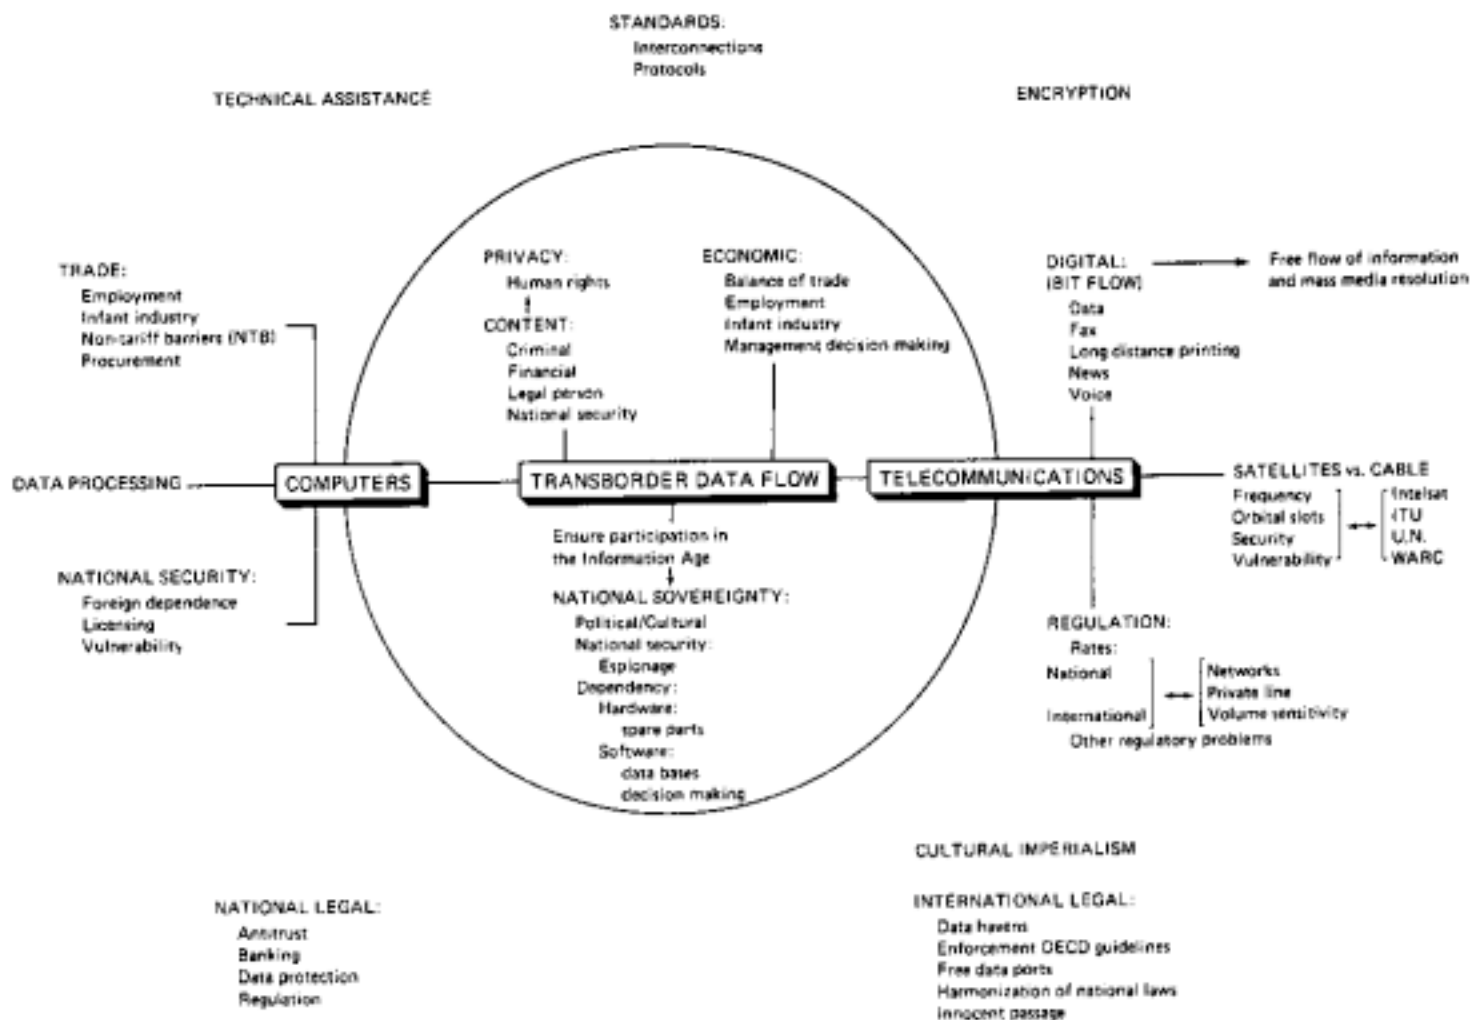 STANDARDS:
Interconnections
Protocols
TECHNICAL ASSISTANCE
ENCRYPTION
TRADE:
Employment
Infant industry
Non-tariff barriers (NTB)
Procurement
PRIVACY:
Human rights
CONTENT:
Criminal
Financial
Legal person
National security
ECONOMIC:
Balance of trade
Employment
Infant industry
Management decision making
DIGITAL:
(BIT FLOW)
Data
Fax
Long distance printing
News
Voice
Free flow of information
and mass media resolution
DATA PROCESSING
COMPUTERS
TRANSBORDER DATA FLOW
TELECOMMUNICATIONS
SATELLITES vs. CABLE
Frequency
Orbital slots
Security
Vulnerability
Intelsat
ITU
U.N.
WARC
NATIONAL SECURITY:
Foreign dependence
Licensing
Vulnerability
Ensure participation in
the Information Age
NATIONAL SOVEREIGNTY:
Political/Cultural
National security:
Espionage
Dependency:
Hardware:
spare parts
Software:
data bases
decision making
REGULATION:
Rates:
National
International
Networks
Private line
Volume sensitivity
Other regulatory problems
CULTURAL IMPERIALISM
NATIONAL LEGAL:
Antitrust
Banking
Data protection
Regulation
INTERNATIONAL LEGAL:
Data havens
Enforcement OECD guidelines
Free data ports
Harmonization of national laws
Innocent passage